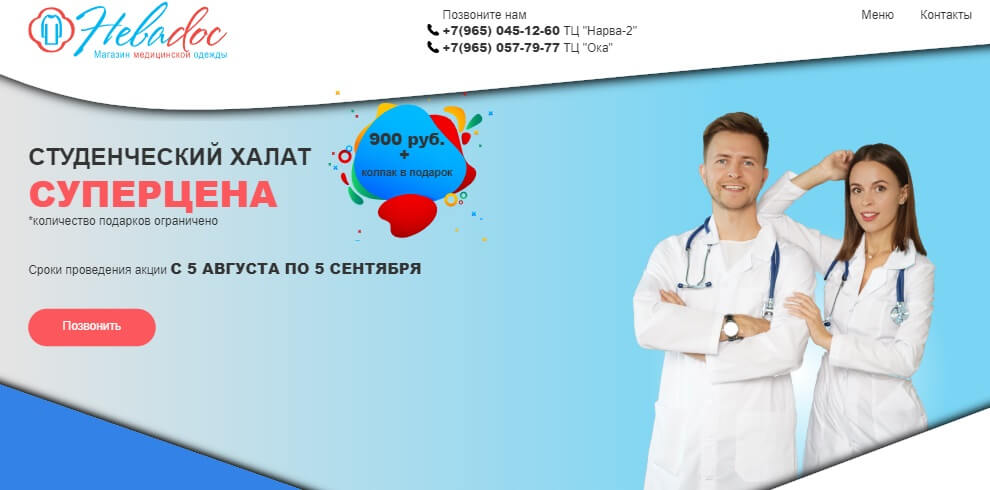 Невадос
Магазин медицинской одежды
Позвоните нам
+7(965) 045-12-60 ТЦ "Нарва-2"
+7(965) 057-79-77 ТЦ "Ока"
Меню
Контакты
СТУДЕНЧЕСКИЙ ХАЛАТ
СУПЕРЦЕНА
*количество подарков ограничено
900 руб.
+
колпак в подарок
Сроки проведения акции С 5 АВГУСТА ПО 5 СЕНТЯБРЯ
Позвонить